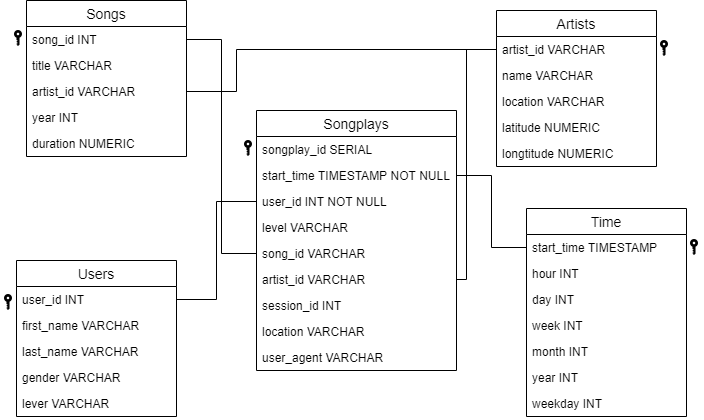 Songs
song_id INT
title VARCHAR
artist_id VARCHAR
year INT
duration NUMERIC
Artists
artist_id VARCHAR
name VARCHAR
location VARCHAR
latitude NUMERIC
longtitude NUMERIC
Songplays
songplay_id SERIAL
start_time TIMESTAMP NOT NULL
user_id INT NOT NULL
level VARCHAR
song_id VARCHAR
artist_id VARCHAR
session_id INT
location VARCHAR
user_agent VARCHAR
Time
start_time TIMESTAMP
hour INT
day INT
week INT
month INT
year INT
weekday INT
Users
user_id INT
first_name VARCHAR
last_name VARCHAR
gender VARCHAR
lever VARCHAR